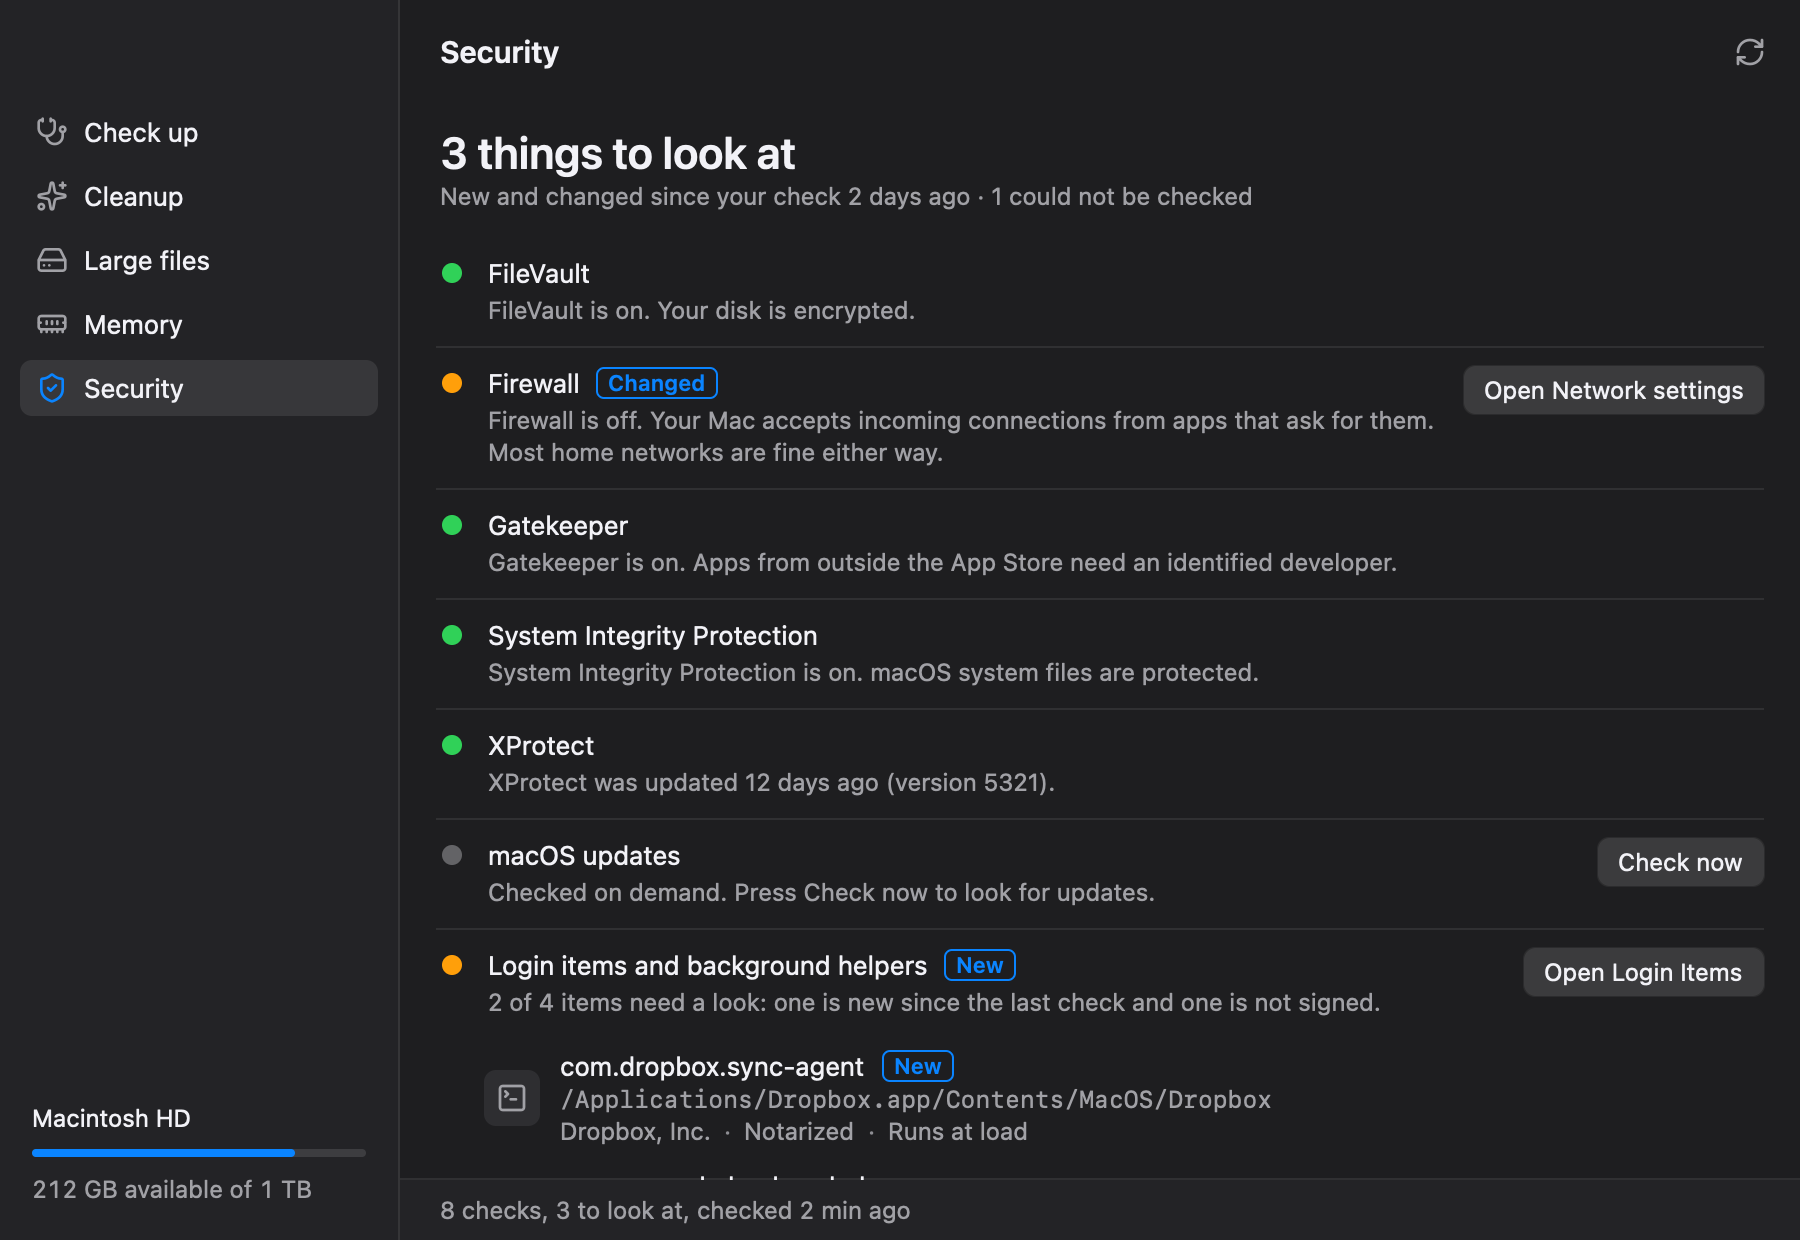 Security
Check up
Cleanup
Large files
Memory
Security
3 things to look at
New and changed since your check 2 days ago · 1 could not be checked
FileVault
FileVault is on. Your disk is encrypted.
Firewall Changed
Open Network settings
Firewall is off. Your Mac accepts incoming connections from apps that ask for them.
Most home networks are fine either way.
Gatekeeper
Gatekeeper is on. Apps from outside the App Store need an identified developer.
System Integrity Protection
System Integrity Protection is on. macOS system files are protected.
XProtect
XProtect was updated 12 days ago (version 5321).
macOS updates
Check now
Checked on demand. Press Check now to look for updates.
Login items and background helpers New
Open Login Items
2 of 4 items need a look: one is new since the last check and one is not signed.
com.dropbox.sync-agent New
/Applications/Dropbox.app/Contents/MacOS/Dropbox
Dropbox, Inc. · Notarized · Runs at load
Macintosh HD
212 GB available of 1 TB
8 checks, 3 to look at, checked 2 min ago